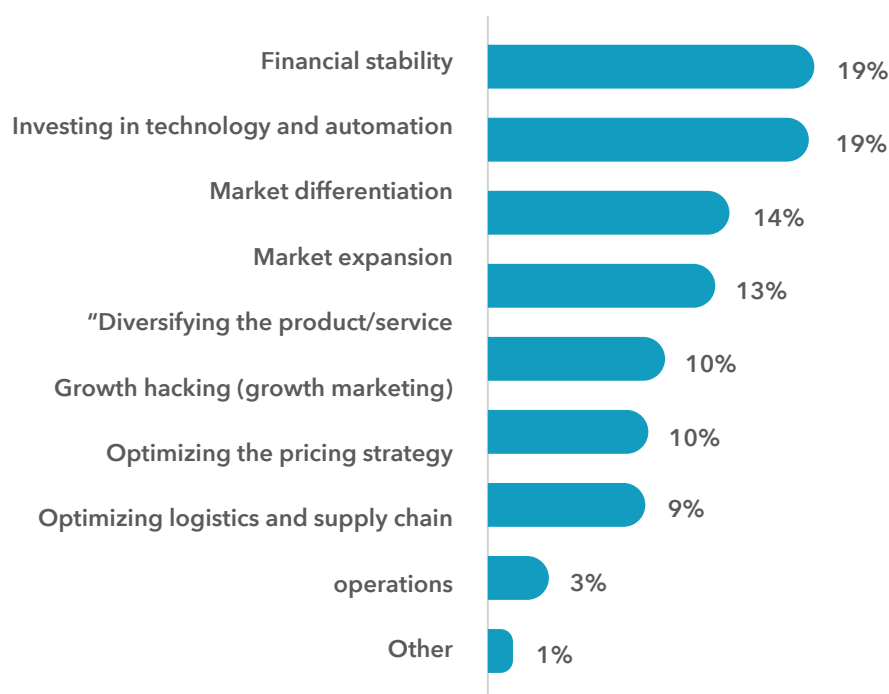 Financial stability
19%
Investing in technology and automation
19%
Market differentiation
14%
Market expansion
13%
“Diversifying the product/service
10%
Growth hacking (growth marketing)
10%
Optimizing the pricing strategy
9%
Optimizing logistics and supply chain
operations
3%
Other
1%